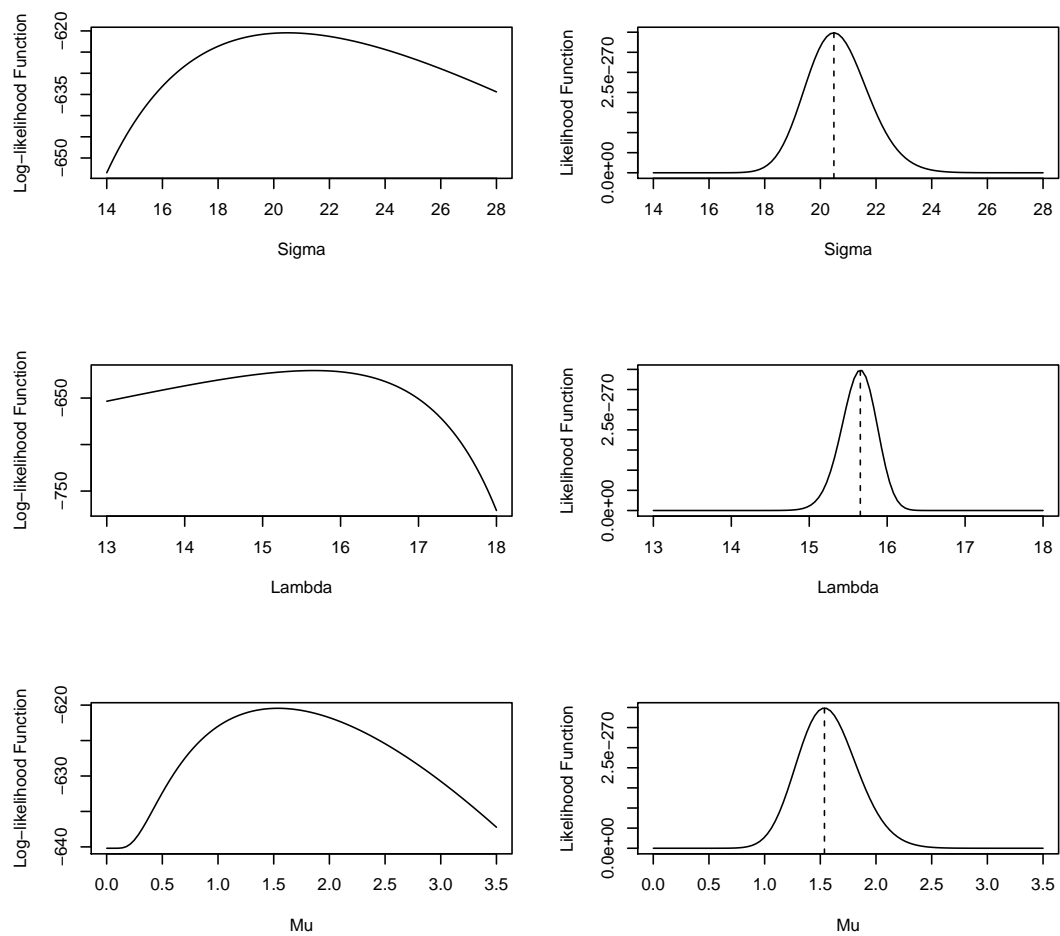 Log−likelihood Function
−650 −635 −620
14 16 18 20 22 24 26 28
Sigma
Likelihood Function
0.0e+00 2.5e−270
14 16 18 20 22 24 26 28
Sigma
Log−likelihood Function
−750 −650
13 14 15 16 17 18
Lambda
Likelihood Function
0.0e+00 2.5e−270
13 14 15 16 17 18
Lambda
Log−likelihood Function
−640 −630 −620
0.0 0.5 1.0 1.5 2.0 2.5 3.0 3.5
Mu
Likelihood Function
0.0e+00 2.5e−270
0.0 0.5 1.0 1.5 2.0 2.5 3.0 3.5
Mu